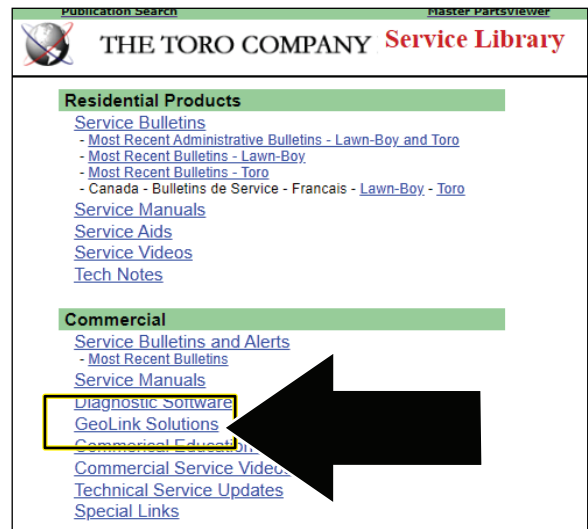 Publication Search Master PartsViewer
THE TORO COMPANY Service Library
Residential Products
Service Bulletins
- Most Recent Administrative Bulletins - Lawn-Boy and Toro
- Most Recent Bulletins - Lawn-Boy
- Most Recent Bulletins - Toro
- Canada - Bulletins de Service - Francais - Lawn-Boy - Toro
Service Manuals
Service Aids
Service Videos
Tech Notes
Commercial
Service Bulletins and Alerts
- Most Recent Bulletins
Service Manuals
Diagnostic Software
GeoLink Solutions
Commerical Education
Commercial Service Videos
Technical Service Updates
Special Links